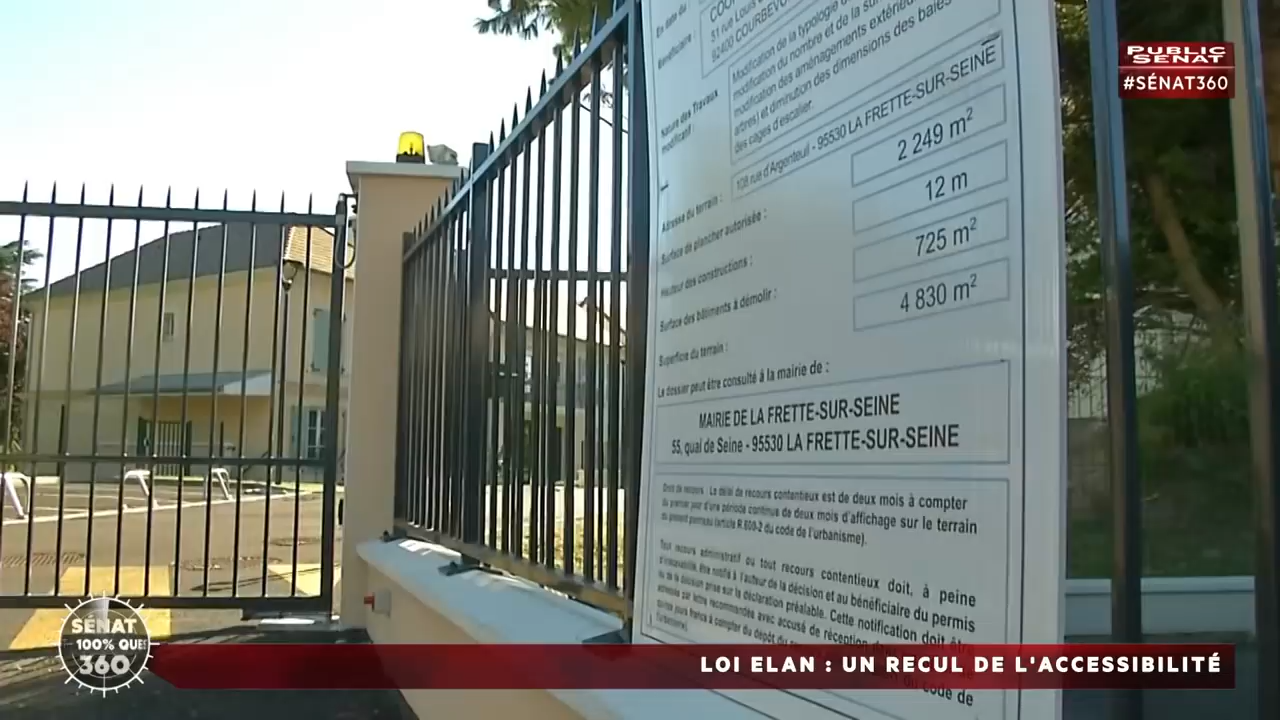 PUBLIC
SENAT
#SÉNAT360
En date du :
Bénéficiaire :
51 rue Louis
92400 COURBEVO
Nature des Travaux
modificatif :
Modification de la typologie de
modification du nombre et de la
modification des aménagements extérieur
arbres) et diminution des dimensions des baies
des cages d'escalier.
Adresse du terrain :
108 rue d'Argenteuil - 95530 LA FRETTE-SUR-SEINE
Surface de plancher autorisée :
2 249 m²
Hauteur des constructions :
12 m
Surface des bâtiments à démolir :
725 m²
Superficie du terrain :
4 830 m²
Le dossier peut être consulté à la mairie de :
MAIRIE DE LA FRETTE-SUR-SEINE
55, quai de Seine - 95530 LA FRETTE-SUR-SEINE
Droit de recours : Le délai de recours contentieux est de deux mois à compter
du premier jour d'une période continue de deux mois d'affichage sur le terrain
du présent panneau (article R.600-2 du code de l'urbanisme).
Tout recours administratif ou tout recours contentieux doit, à peine
d'irrecevabilité, être notifié à l'auteur de la décision et au bénéficiaire du permis
ou de la décision prise sur la déclaration préalable. Cette notification doit être
adressée par lettre recommandée avec accusé de réception
quinze jours francs à compter du dépôt du
code de
l'urbanisme).
SÉNAT
100% QUE
360
LOI ELAN : UN RECUL DE L'ACCESSIBILITÉ